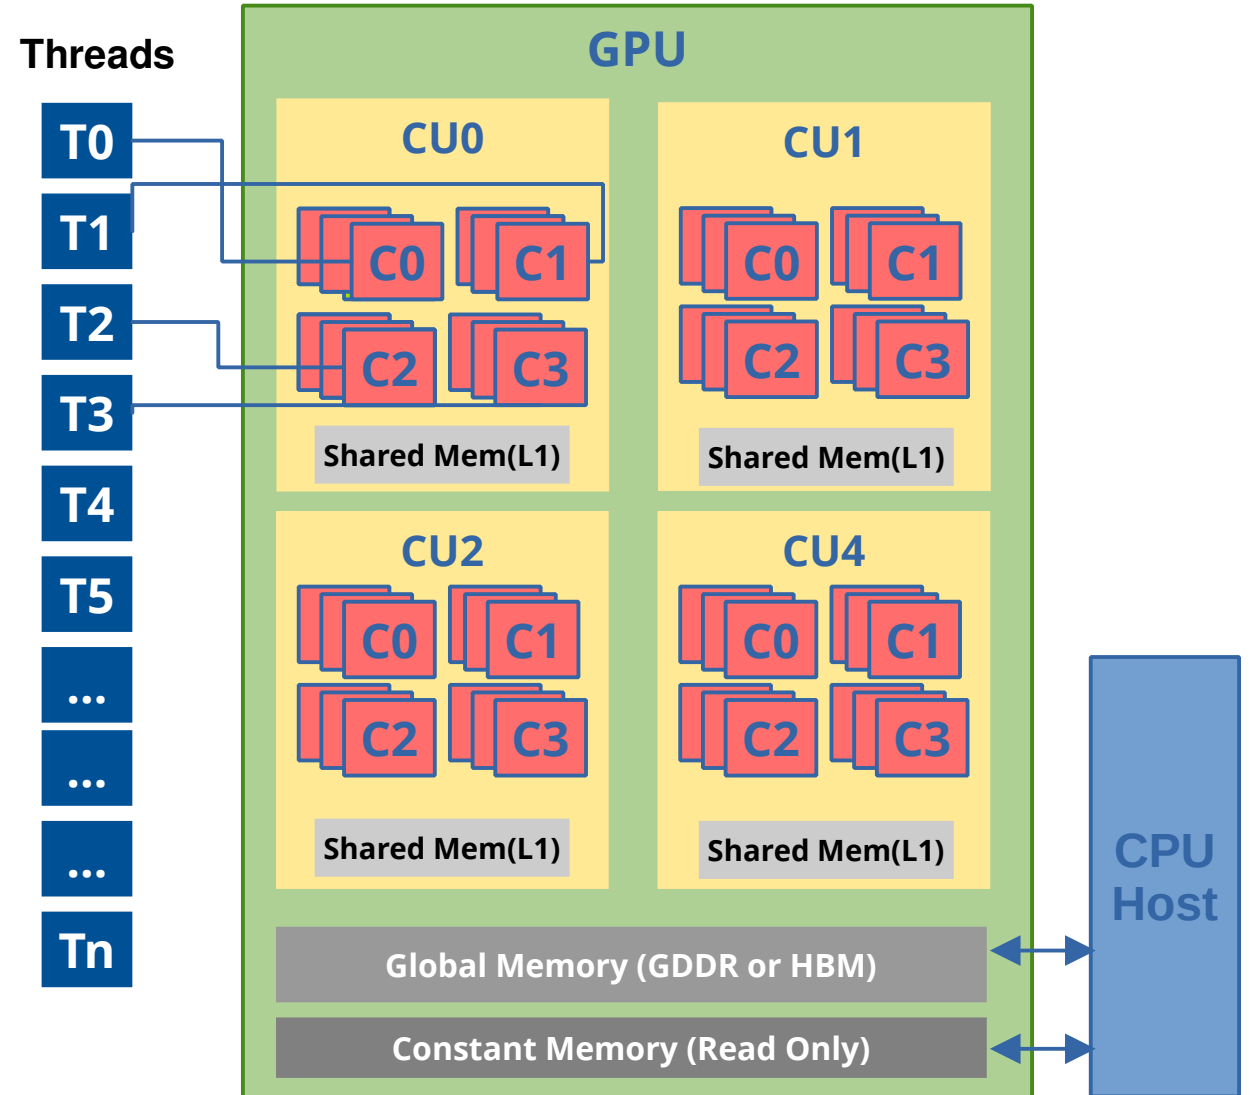 Threads
T0
T1
T2
T3
T4
T5
...
...
...
Tn
GPU
CU0
C0
C1
C2
C3
Shared Mem(L1)
CU1
C0
C1
C2
C3
Shared Mem(L1)
CU2
C0
C1
C2
C3
Shared Mem(L1)
CU4
C0
C1
C2
C3
Shared Mem(L1)
Global Memory (GDDR or HBM)
Constant Memory (Read Only)
CPU
Host